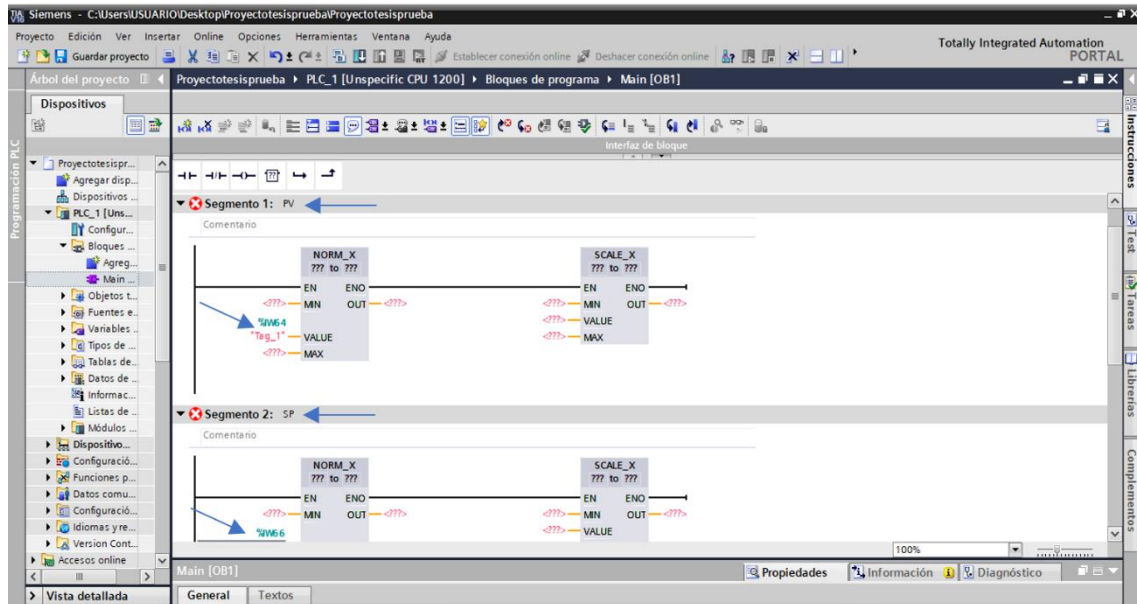 Siemens - C:\Users\USUARIO\Desktop\Proyectotesisprueba\Proyectotesisprueba
Proyecto Edición Ver Insertar Online Opciones Herramientas Ventana Ayuda
Guardar proyecto Establecer conexión online Deshacer conexión online
Totally Integrated Automation
PORTAL
Árbol del proyecto
Proyectotesisprueba PLC_1 [Unspecific CPU 1200] Bloques de programa Main [OB1]
Dispositivos
Programación PLC
Interfaz de bloque
Proyectotesispr...
Agregar disp...
Dispositivos ...
PLC_1 [Uns...
Configur...
Bloques ...
Agreg...
Main ...
Objetos t...
Fuentes e...
Variables ...
Tipos de ...
Tablas de...
Datos de ...
Informac...
Listas de ...
Módulos ...
Dispositivo...
Configuració...
Funciones p...
Datos comu...
Configuració...
Idiomas y re...
Version Cont...
Accesos online
Vista detallada
Segmento 1: PV
Comentario
NORM_X
??? to ???
EN ENO
<???> MIN OUT <???>
%IW64
"Tag_1" VALUE
<???> MAX
SCALE_X
??? to ???
EN ENO
<???> MIN OUT <???>
<???> VALUE
<???> MAX
Segmento 2: SP
Comentario
NORM_X
??? to ???
EN ENO
<???> MIN OUT <???>
%IW66
SCALE_X
??? to ???
EN ENO
<???> MIN OUT <???>
<???> VALUE
100%
Main [OB1]
Propiedades Información Diagnóstico
General Textos
Instrucciones
Test
Tareas
Librerías
Complementos